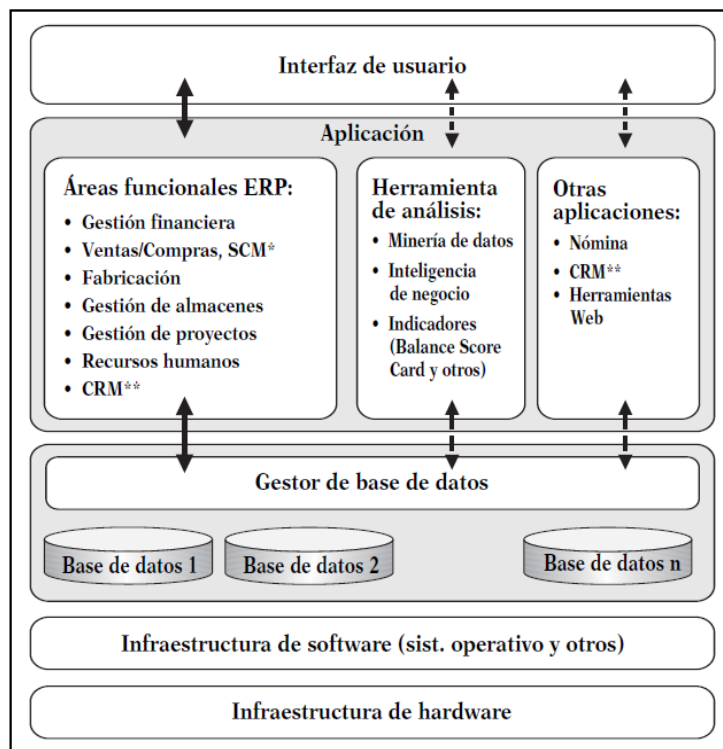 Interfaz de usuario
Aplicación
Áreas funcionales ERP:
• Gestión financiera
• Ventas/Compras, SCM*
• Fabricación
• Gestión de almacenes
• Gestión de proyectos
• Recursos humanos
• CRM**
Herramienta
de análisis:
• Minería de datos
• Inteligencia
de negocio
• Indicadores
(Balance Score
Card y otros)
Otras
aplicaciones:
• Nómina
• CRM**
• Herramientas
Web
Gestor de base de datos
Base de datos 1
Base de datos 2
Base de datos n
Infraestructura de software (sist. operativo y otros)
Infraestructura de hardware